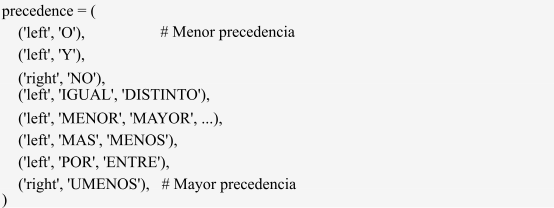 precedence = (
('left', 'O'), # Menor precedencia
('left', 'Y'),
('right', 'NO'),
('left', 'IGUAL', 'DISTINTO'),
('left', 'MENOR', 'MAYOR', ...),
('left', 'MAS', 'MENOS'),
('left', 'POR', 'ENTRE'),
('right', 'UMENOS'), # Mayor precedencia
)